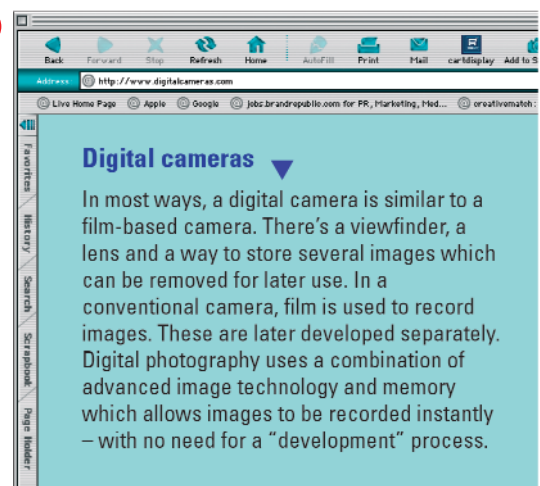 Back Forward Stop Refresh Home AutoFill Print Mail cartdisplay Add to S
Address http://www.digitalcameras.com
Live Home Page Apple Google jobs.brandrepublic.com for PR, Marketing, Med... creativematch:
Favorites
History
Search
Scrapbook
Page Holder
Digital cameras
In most ways, a digital camera is similar to a
film-based camera. There's a viewfinder, a
lens and a way to store several images which
can be removed for later use. In a
conventional camera, film is used to record
images. These are later developed separately.
Digital photography uses a combination of
advanced image technology and memory
which allows images to be recorded instantly
– with no need for a "development" process.